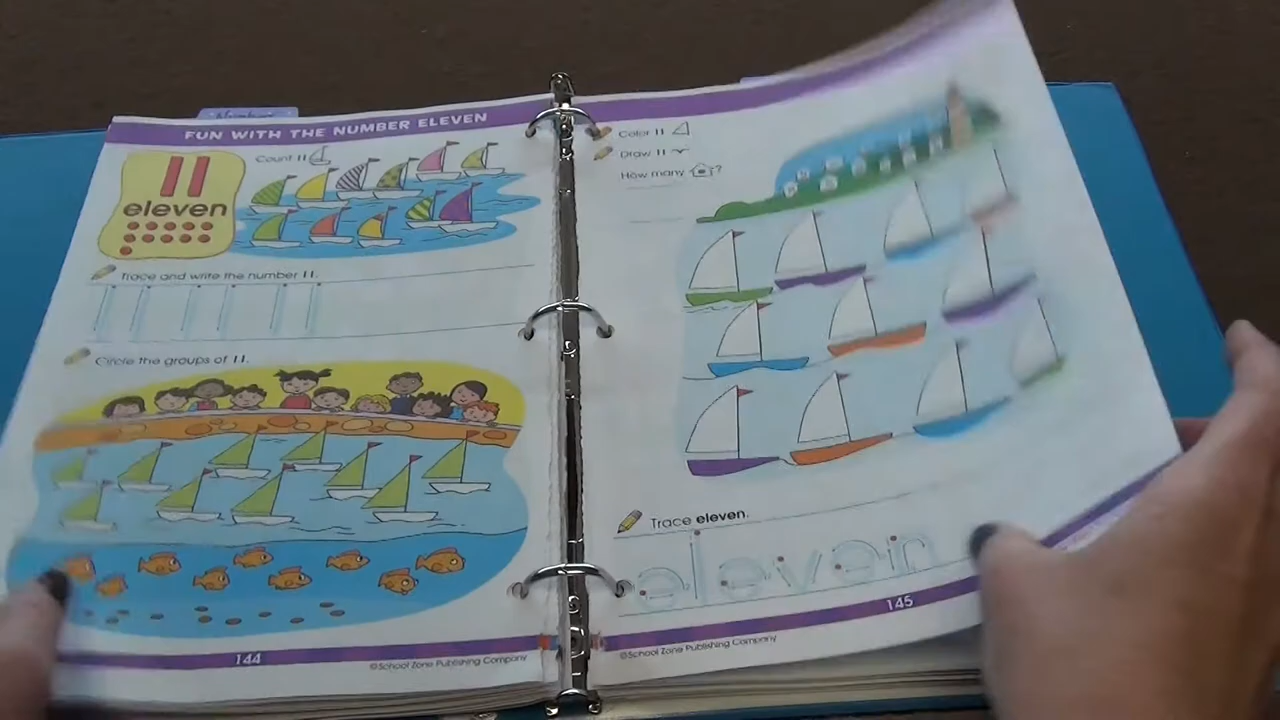 FUN WITH THE NUMBER ELEVEN
11
eleven
Count 11
Trace and write the number 11.
Circle the groups of 11.
144
©School Zone Publishing Company
Color 11
Draw 11
How many ?
Trace eleven.
eleven
145
©School Zone Publishing Company